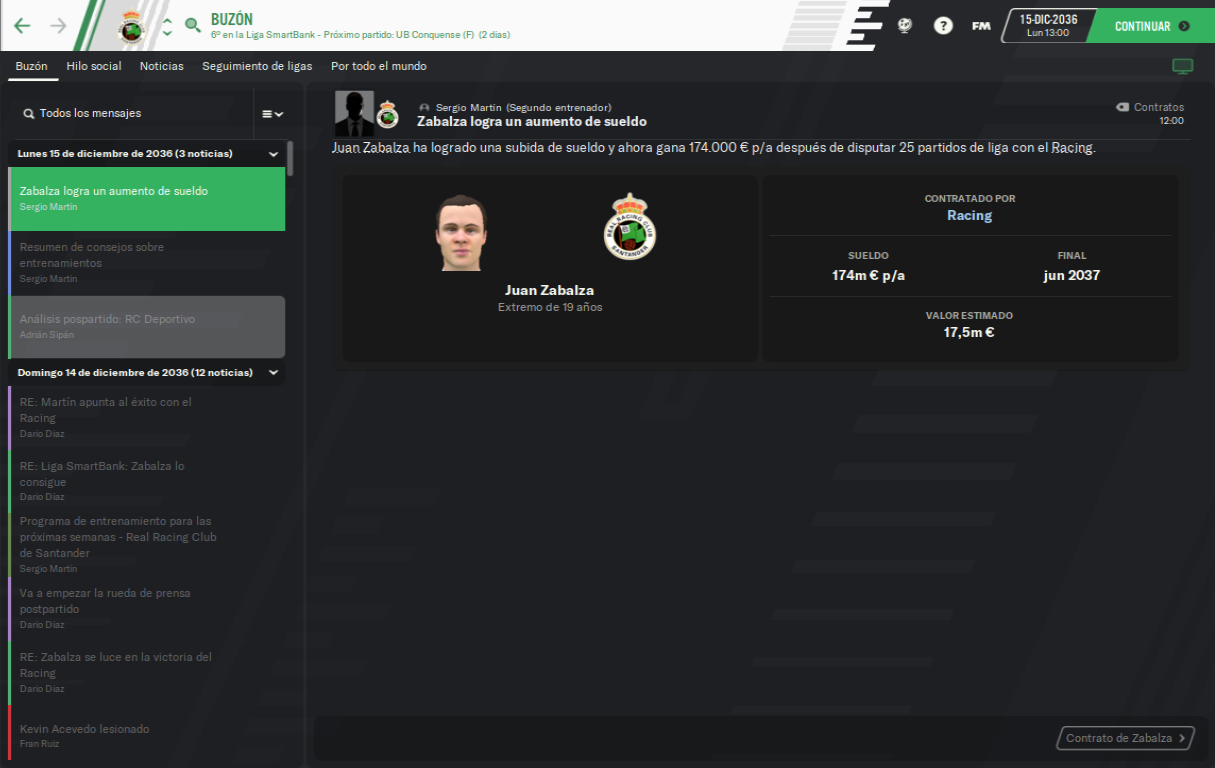 BUZÓN
6º en la Liga SmartBank - Próximo partido: UB Conquense (F) (2 días)
?
FM
15-DIC-2036
Lun 13:00
CONTINUAR
Buzón
Hilo social
Noticias
Seguimiento de ligas
Por todo el mundo
Todos los mensajes
Lunes 15 de diciembre de 2036 (3 noticias)
Zabalza logra un aumento de sueldo
Sergio Martín
Resumen de consejos sobre
entrenamientos
Sergio Martín
Análisis pospartido: RC Deportivo
Adrián Sipán
Domingo 14 de diciembre de 2036 (12 noticias)
RE: Martín apunta al éxito con el
Racing
Darío Díaz
RE: Liga SmartBank: Zabalza lo
consigue
Darío Díaz
Programa de entrenamiento para las
próximas semanas - Real Racing Club
de Santander
Sergio Martín
Va a empezar la rueda de prensa
postpartido
Darío Díaz
RE: Zabalza se luce en la victoria del
Racing
Darío Díaz
Kevin Acevedo lesionado
Fran Ruiz
Sergio Martín (Segundo entrenador)
Zabalza logra un aumento de sueldo
Contratos
12:00
Juan Zabalza ha logrado una subida de sueldo y ahora gana 174.000 € p/a después de disputar 25 partidos de liga con el Racing.
REAL RACING CLUB
SANTANDER
Juan Zabalza
Extremo de 19 años
CONTRATADO POR
Racing
SUELDO
174m € p/a
FINAL
jun 2037
VALOR ESTIMADO
17,5m €
Contrato de Zabalza